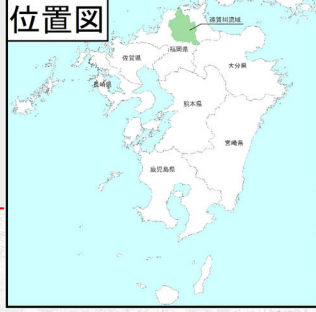 位置図
遠賀川流域
福岡県
佐賀県
大分県
長崎県
熊本県
宮崎県
鹿児島県